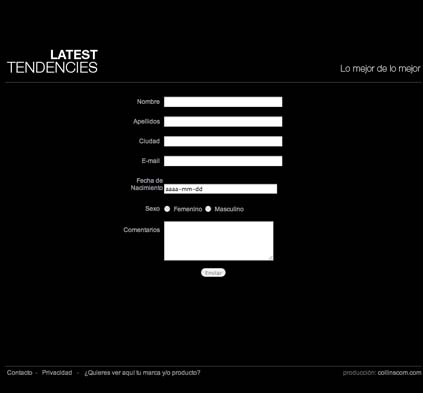 LATEST
TENDENCIES
Lo mejor de lo mejor
Nombre
Apellidos
Ciudad
E-mail
Fecha de
Nacimiento aaaa-mm-dd
Sexo Femenino Masculino
Comentarios
Enviar
Contacto - Privacidad - ¿Quieres ver aquí tu marca y/o producto? producción: collinscom.com